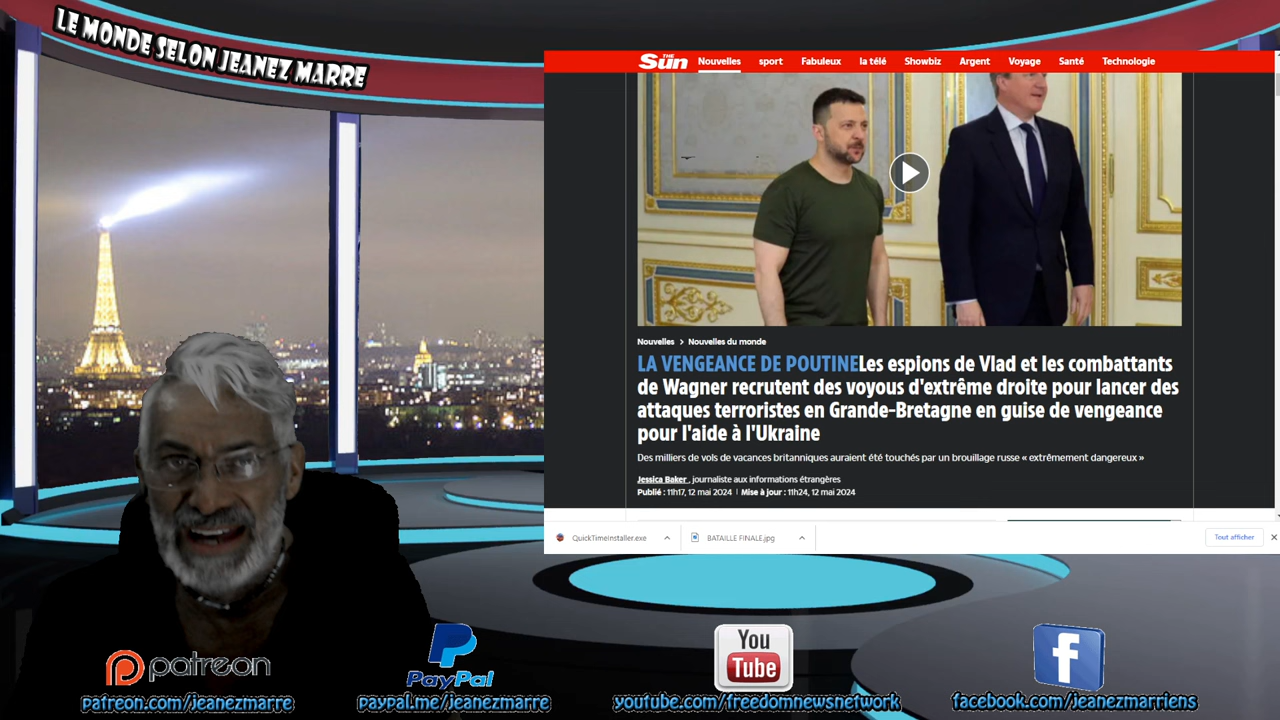 LE MONDE SELON JEANEZ MARRE
THE Sun Nouvelles sport Fabuleux la télé Showbiz Argent Voyage Santé Technologie
Nouvelles > Nouvelles du monde
LA VENGEANCE DE POUTINELes espions de Vlad et les combattants
de Wagner recrutent des voyous d'extrême droite pour lancer des
attaques terroristes en Grande-Bretagne en guise de vengeance
pour l'aide à l'Ukraine
Des milliers de vols de vacances britanniques auraient été touchés par un brouillage russe « extrêmement dangereux »
Jessica Baker , journaliste aux informations étrangères
Publié : 11h17, 12 mai 2024 | Mise à jour : 11h24, 12 mai 2024
QuickTimeInstaller.exe
BATAILLE FINALE.jpg
Tout afficher
patreon
patreon.com/jeanezmarre
PayPal
paypal.me/jeanezmarre
You
Tube
youtube.com/freedomnewsnetwork
f
facebook.com/jeanezmarriens